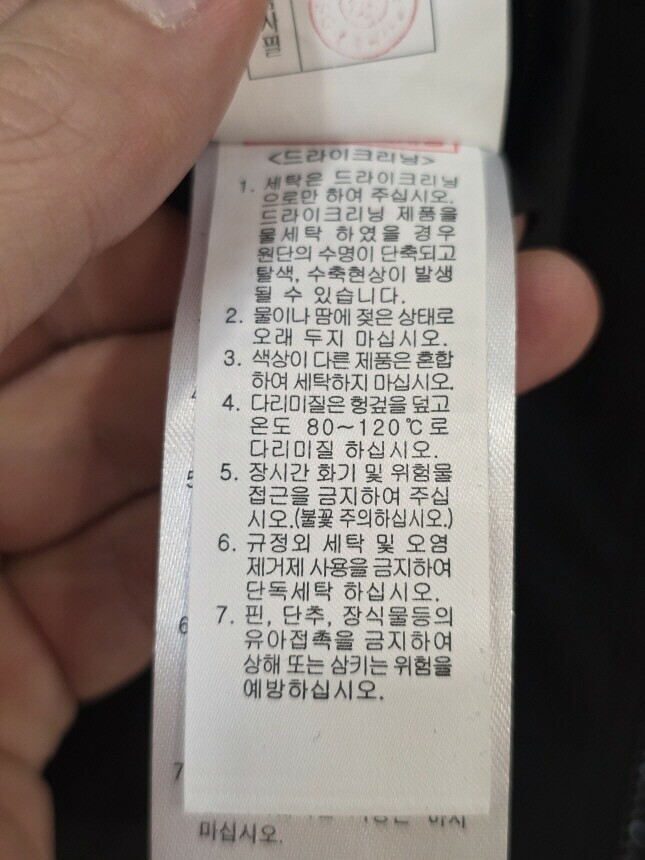 <드라이크리닝>
1. 세탁은 드라이크리닝
으로만 하여 주십시오.
드라이크리닝 제품을
물세탁 하였을 경우
원단의 수명이 단축되고
탈색, 수축현상이 발생
될 수 있습니다.
2. 물이나 땀에 젖은 상태로
오래 두지 마십시오.
3. 색상이 다른 제품은 혼합
하여 세탁하지 마십시오.
4. 다리미질은 헝겊을 덮고
온도 80~120℃로
다리미질 하십시오.
5. 장시간 화기 및 위험물
접근을 금지하여 주십
시오.(불꽃 주의하십시오.)
6. 규정외 세탁 및 오염
제거제 사용을 금지하여
단독세탁 하십시오.
7. 핀, 단추, 장식물등의
유아접촉을 금지하여
상해 또는 삼키는 위험을
예방하십시오.
6
7
마십시오.